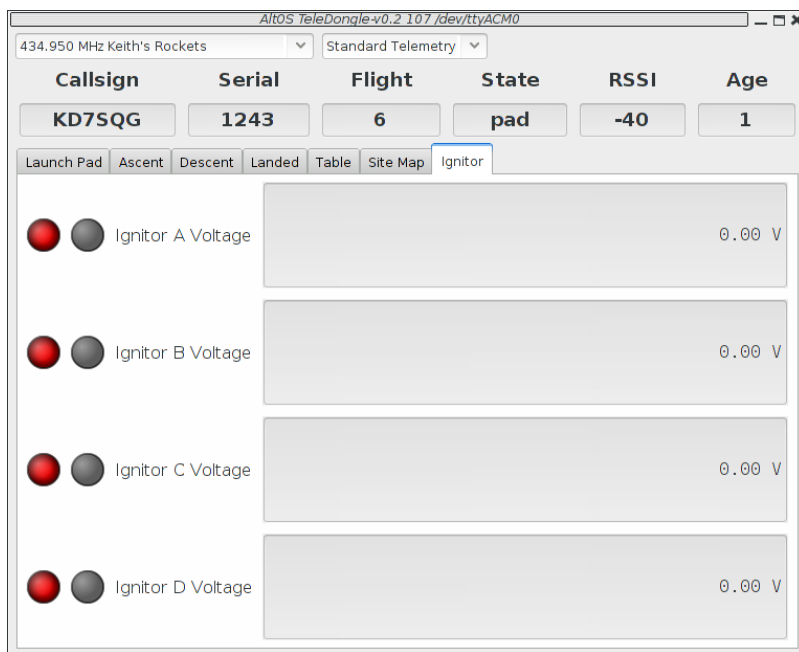 AltOS TeleDongle-v0.2 107 /dev/ttyACM0
434.950 MHz Keith's Rockets Standard Telemetry
Callsign Serial Flight State RSSI Age
KD7SQG 1243 6 pad -40 1
Launch Pad Ascent Descent Landed Table Site Map Ignitor
Ignitor A Voltage 0.00 V
Ignitor B Voltage 0.00 V
Ignitor C Voltage 0.00 V
Ignitor D Voltage 0.00 V